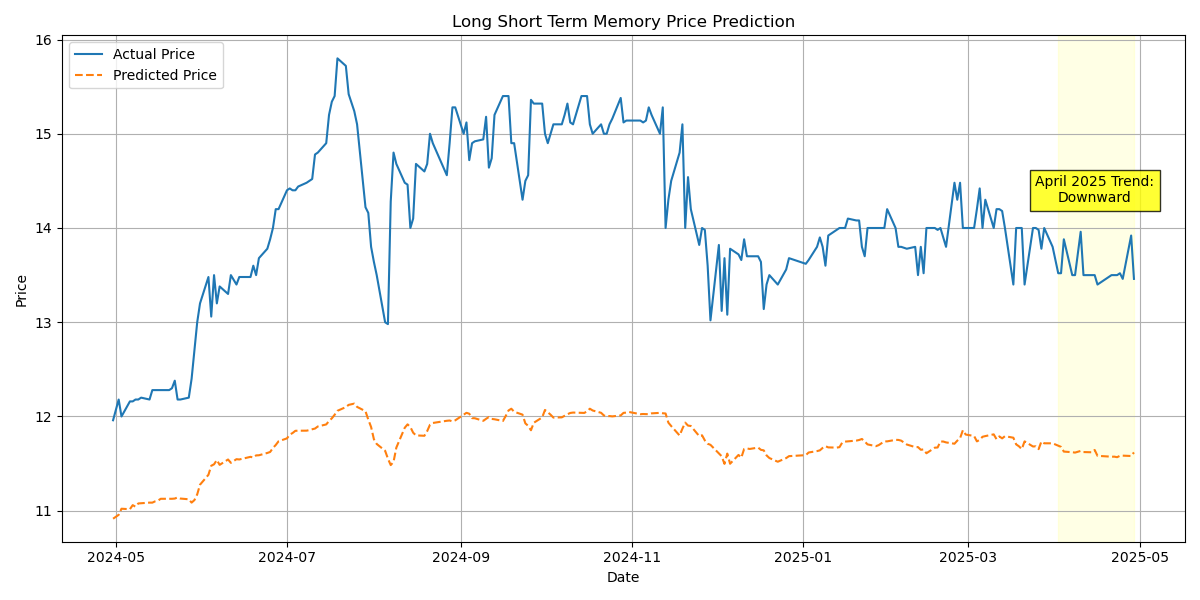 Long Short Term Memory Price Prediction
Actual Price
Predicted Price
16
15
14
13
12
11
Price
April 2025 Trend:
Downward
2024-05 2024-07 2024-09 2024-11 2025-01 2025-03 2025-05
Date